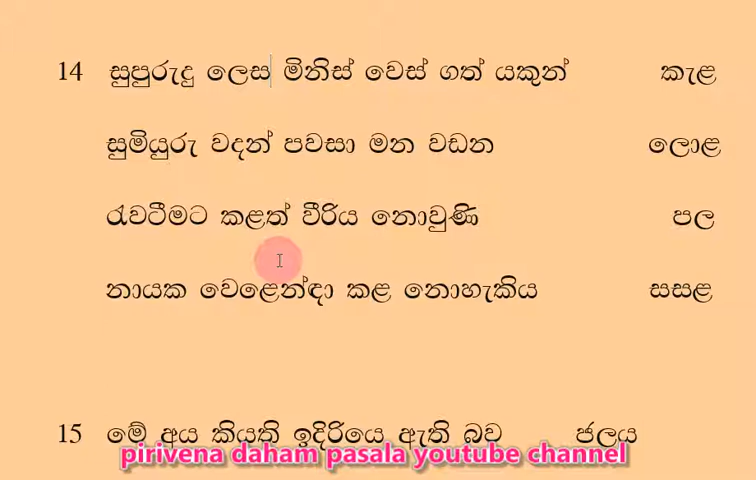 14 සුපුරුදු ලෙස මිනිස් වෙස් ගත් යකුන් කැළ
සුමියුරු වදන් පවසා මන වඩන ලොළ
රැවටීමට කළත් වීරිය නොවුණි පල
නායක වෙළෙන්ඳා කළ නොහැකිය සසළ
15 මේ අය කියති ඉදිරියෙ ඇති බව ජලය
pirivena daham pasala youtube channel